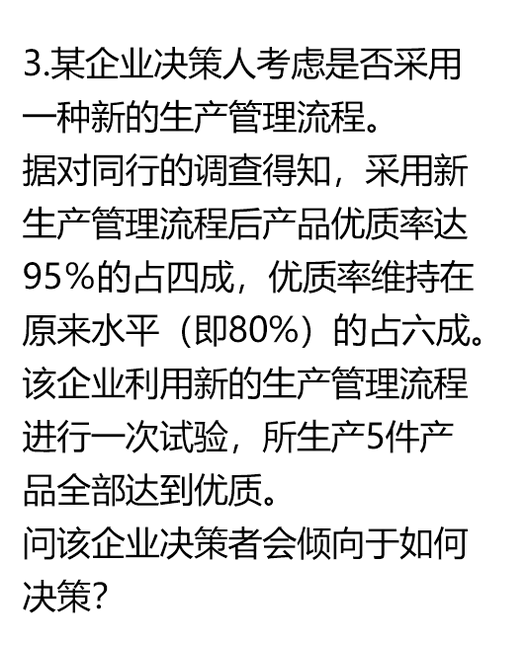 3.某企业决策人考虑是否采用
一种新的生产管理流程。
据对同行的调查得知，采用新
生产管理流程后产品优质率达
95%的占四成，优质率维持在
原来水平（即80%）的占六成。
该企业利用新的生产管理流程
进行一次试验，所生产5件产
品全部达到优质。
问该企业决策者会倾向于如何
决策?